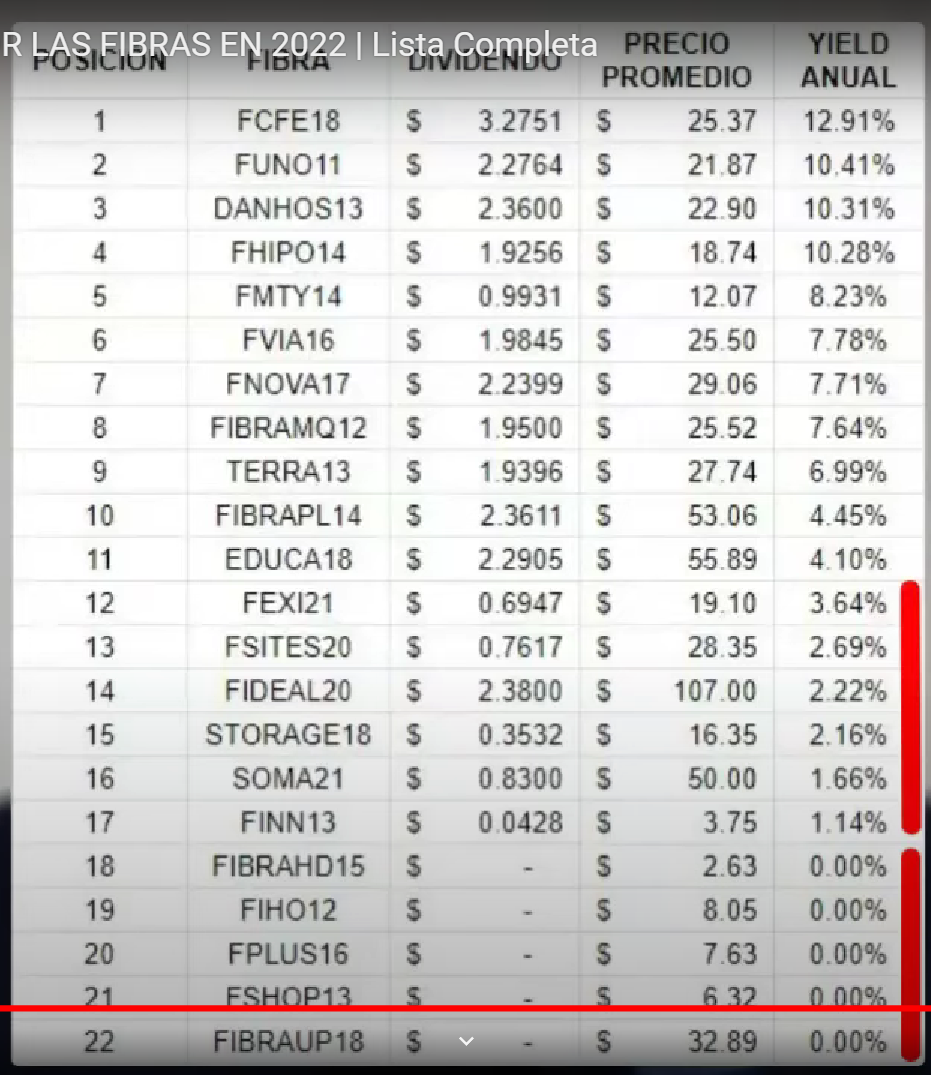 R LAS FIBRAS EN 2022 | Lista Completa
POSICIÓN FIBRA DIVIDENDO PRECIO PROMEDIO YIELD ANUAL
1 FCFE18 $ 3.2751 $ 25.37 12.91%
2 FUNO11 $ 2.2764 $ 21.87 10.41%
3 DANHOS13 $ 2.3600 $ 22.90 10.31%
4 FHIPO14 $ 1.9256 $ 18.74 10.28%
5 FMTY14 $ 0.9931 $ 12.07 8.23%
6 FVIA16 $ 1.9845 $ 25.50 7.78%
7 FNOVA17 $ 2.2399 $ 29.06 7.71%
8 FIBRAMQ12 $ 1.9500 $ 25.52 7.64%
9 TERRA13 $ 1.9396 $ 27.74 6.99%
10 FIBRAPL14 $ 2.3611 $ 53.06 4.45%
11 EDUCA18 $ 2.2905 $ 55.89 4.10%
12 FEXI21 $ 0.6947 $ 19.10 3.64%
13 FSITES20 $ 0.7617 $ 28.35 2.69%
14 FIDEAL20 $ 2.3800 $ 107.00 2.22%
15 STORAGE18 $ 0.3532 $ 16.35 2.16%
16 SOMA21 $ 0.8300 $ 50.00 1.66%
17 FINN13 $ 0.0428 $ 3.75 1.14%
18 FIBRAHD15 $ - $ 2.63 0.00%
19 FIHO12 $ - $ 8.05 0.00%
20 FPLUS16 $ - $ 7.63 0.00%
21 FSHOP13 $ - $ 6.32 0.00%
22 FIBRAUP18 $ - $ 32.89 0.00%